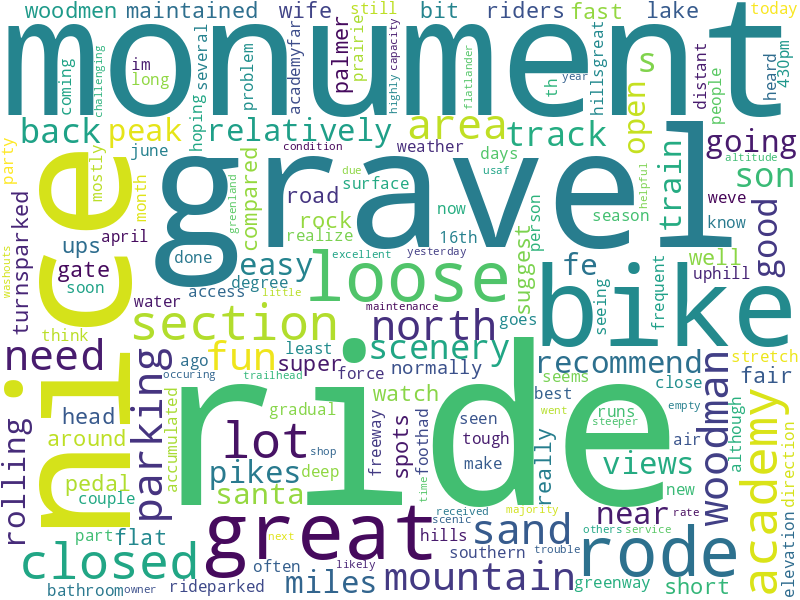 woodmen
maintained
wife
bit
riders
fast
lake
still
today
monument
coming
challenging
im
long
several
problem
academyfar
hoping
palmer
prairies
highly
capacity
flatlander
th
year
hillsgreat
people
distant
heard
430pm
back
peak
relatively
area
track
open
s
going
altitude
son
party
mostly
june
month
compared
condition
weather
days
due
usaf
train
helpful
weve
know
nice
gravel
road
rock
surface
greenland
realize
now
season
person
suggest
good
well
uphill
turnsparked
ups
april
gate
soon
done
easy
degree
excellent
yesterday
16th
loose
fe
seeing
frequent
washouts
water
access
little
bike
think
section
maintenance
north
goes
scenery
need
fun
ago
least
super
force
normally
recommend
woodman
stretch
occuring
trailhead
watch
seems
close
empty
fair
rolling
head
around
parking
accumulated
gradual
lot
freeway
spots
foothad
seen
tough
make
best
went
runs
steeper
air
although
direction
academy
pedal
couple
pikes
shop
deep
really
views
new
ride
santa
time
received
scenic
majority
near
rate
part
flat
great
sand
rode
elevation
closed
next
hills
southern
trouble
others
service
bathroom
owner
often
rideparked
likely
miles
mountain
greenway
short